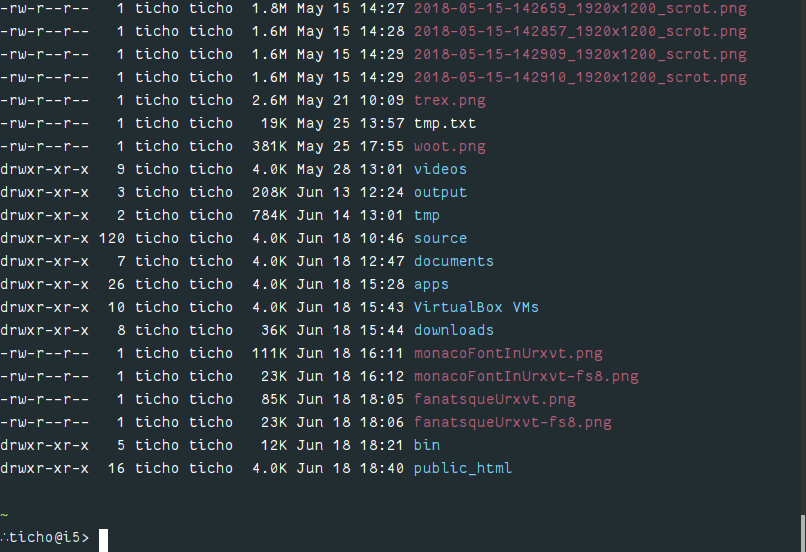 -rw-r--r--   1 ticho ticho  1.8M May 15 14:27 2018-05-15-142659_1920x1200_scrot.png
-rw-r--r--   1 ticho ticho  1.6M May 15 14:28 2018-05-15-142857_1920x1200_scrot.png
-rw-r--r--   1 ticho ticho  1.6M May 15 14:29 2018-05-15-142909_1920x1200_scrot.png
-rw-r--r--   1 ticho ticho  1.6M May 15 14:29 2018-05-15-142910_1920x1200_scrot.png
-rw-r--r--   1 ticho ticho  2.6M May 21 10:09 trex.png
-rw-r--r--   1 ticho ticho   19K May 25 13:57 tmp.txt
-rw-r--r--   1 ticho ticho  381K May 25 17:55 woot.png
drwxr-xr-x   9 ticho ticho  4.0K May 28 13:01 videos
drwxr-xr-x   3 ticho ticho  208K Jun 13 12:24 output
drwxr-xr-x   2 ticho ticho  784K Jun 14 13:01 tmp
drwxr-xr-x 120 ticho ticho  4.0K Jun 18 10:46 source
drwxr-xr-x   7 ticho ticho  4.0K Jun 18 12:47 documents
drwxr-xr-x  26 ticho ticho  4.0K Jun 18 15:28 apps
drwxr-xr-x  10 ticho ticho  4.0K Jun 18 15:43 VirtualBox VMs
drwxr-xr-x   8 ticho ticho   36K Jun 18 15:44 downloads
-rw-r--r--   1 ticho ticho  111K Jun 18 16:11 monacoFontInUrxvt.png
-rw-r--r--   1 ticho ticho   23K Jun 18 16:12 monacoFontInUrxvt-fs8.png
-rw-r--r--   1 ticho ticho   85K Jun 18 18:05 fanatsqueUrxvt.png
-rw-r--r--   1 ticho ticho   23K Jun 18 18:06 fanatsqueUrxvt-fs8.png
drwxr-xr-x   5 ticho ticho   12K Jun 18 18:21 bin
drwxr-xr-x  16 ticho ticho  4.0K Jun 18 18:40 public_html
~
∴ticho@i5>